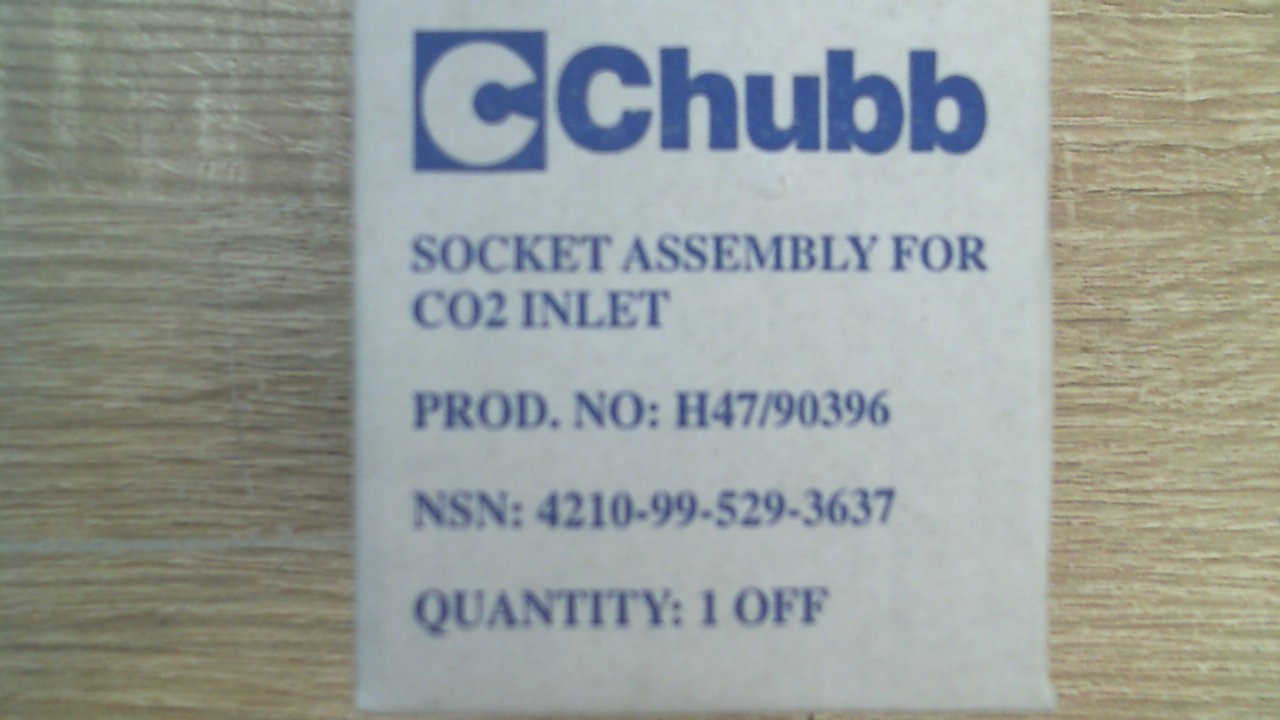 Chubb
SOCKET ASSEMBLY FOR
CO2 INLET
PROD. NO: H47/90396
NSN: 4210-99-529-3637
QUANTITY: 1 OFF